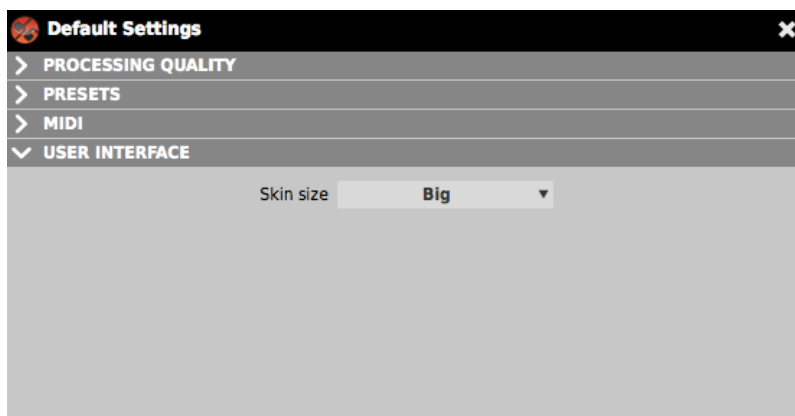 Default Settings
PROCESSING QUALITY
PRESETS
MIDI
USER INTERFACE
Skin size Big